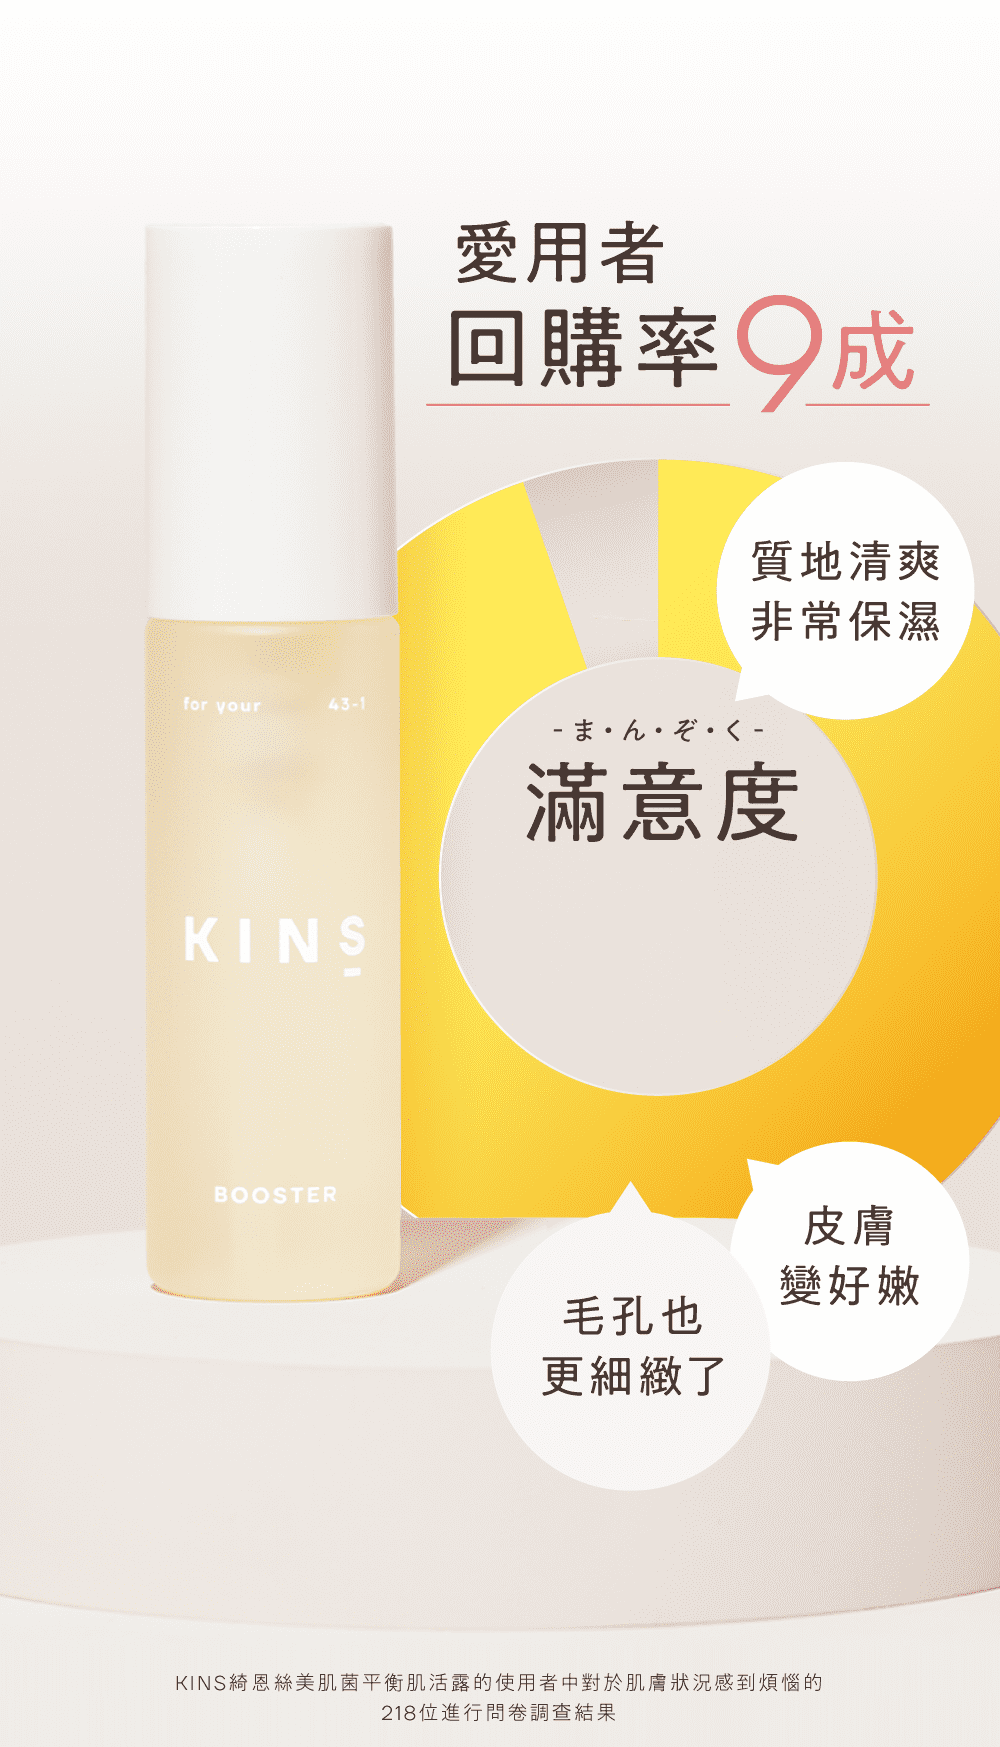 愛用者
回購率9成
質地清爽
非常保濕
-ま・ん・ぞ・く-
滿意度
for your 43-1
KINS
BOOSTER
皮膚
變好嫩
毛孔也
更細緻了
KINS綺恩絲美肌菌平衡肌活露的使用者中對於肌膚狀況感到煩惱的
218位進行問卷調查結果